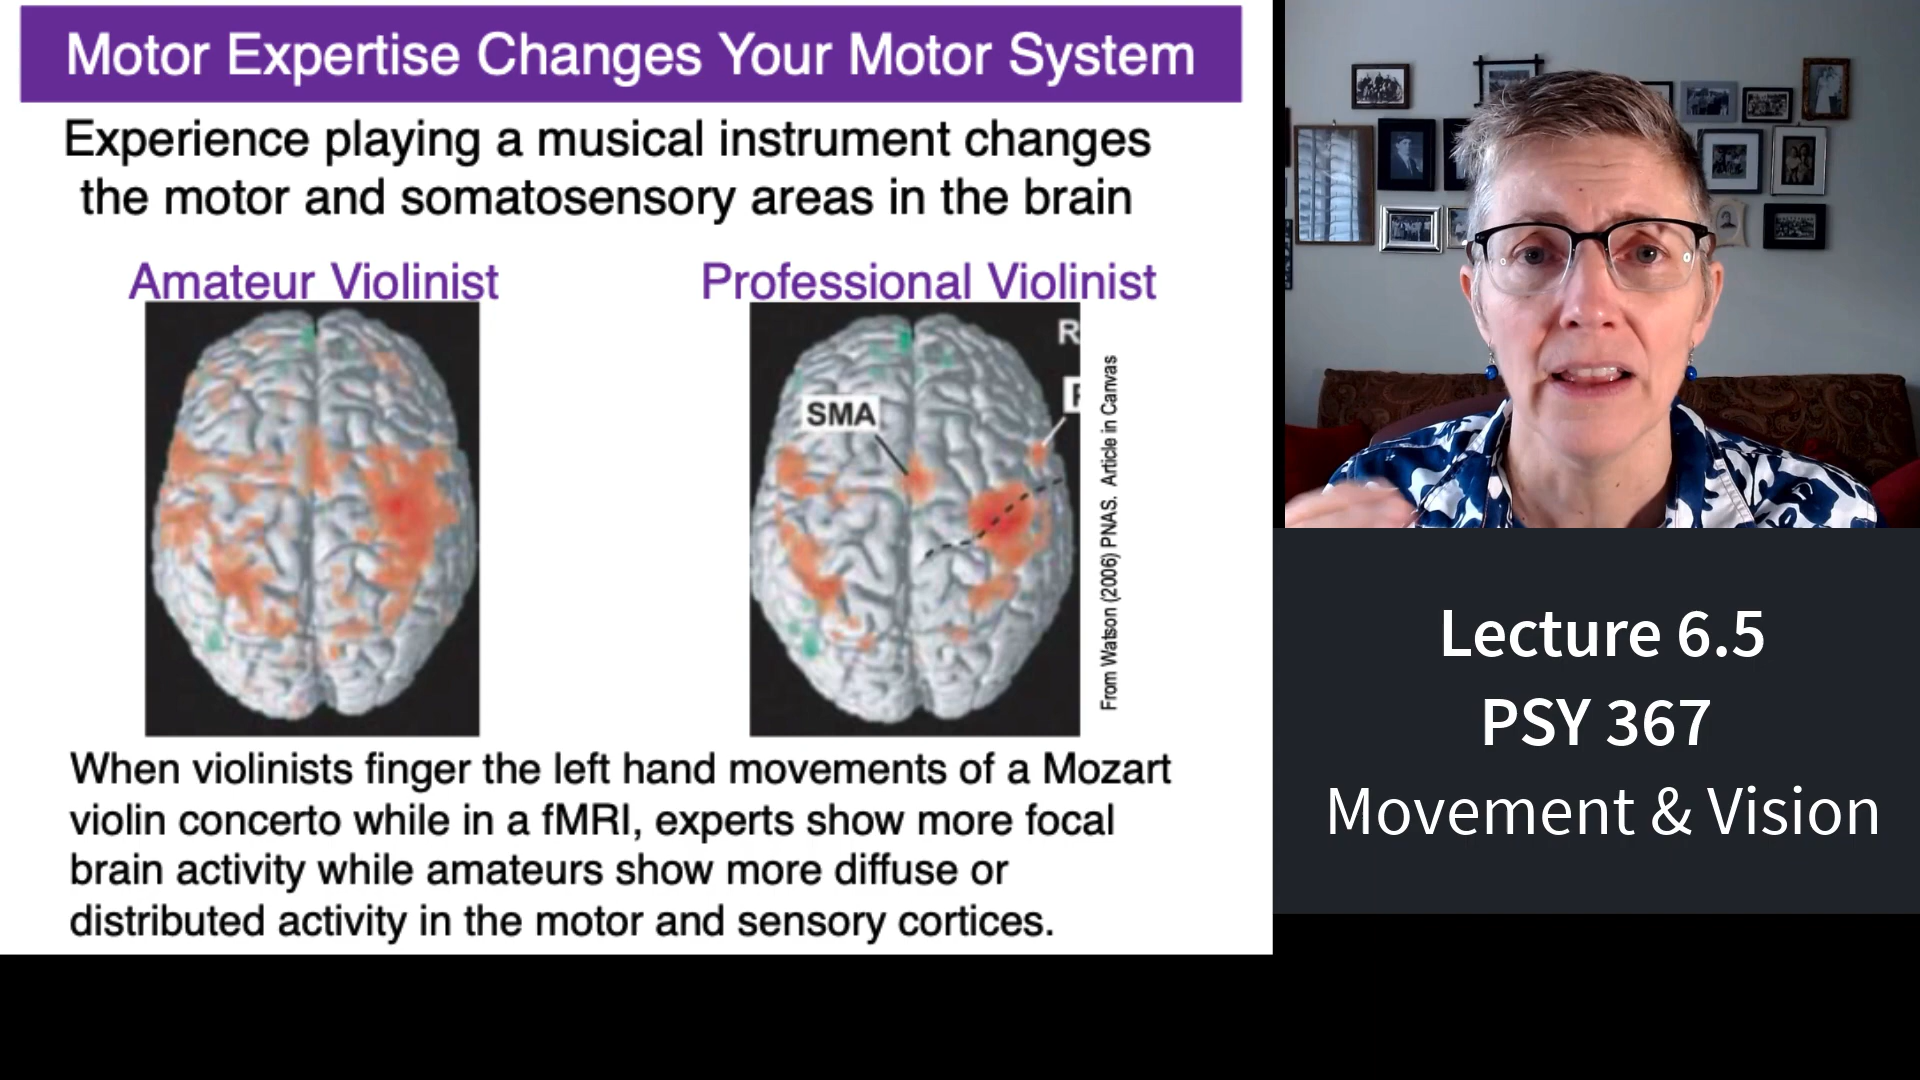 Motor Expertise Changes Your Motor System
Experience playing a musical instrument changes
the motor and somatosensory areas in the brain
Amateur Violinist
Professional Violinist
R
SMA
From Watson (2006) PNAS. Article in Canvas
When violinists finger the left hand movements of a Mozart
violin concerto while in a fMRI, experts show more focal
brain activity while amateurs show more diffuse or
distributed activity in the motor and sensory cortices.
Lecture 6.5
PSY 367
Movement & Vision